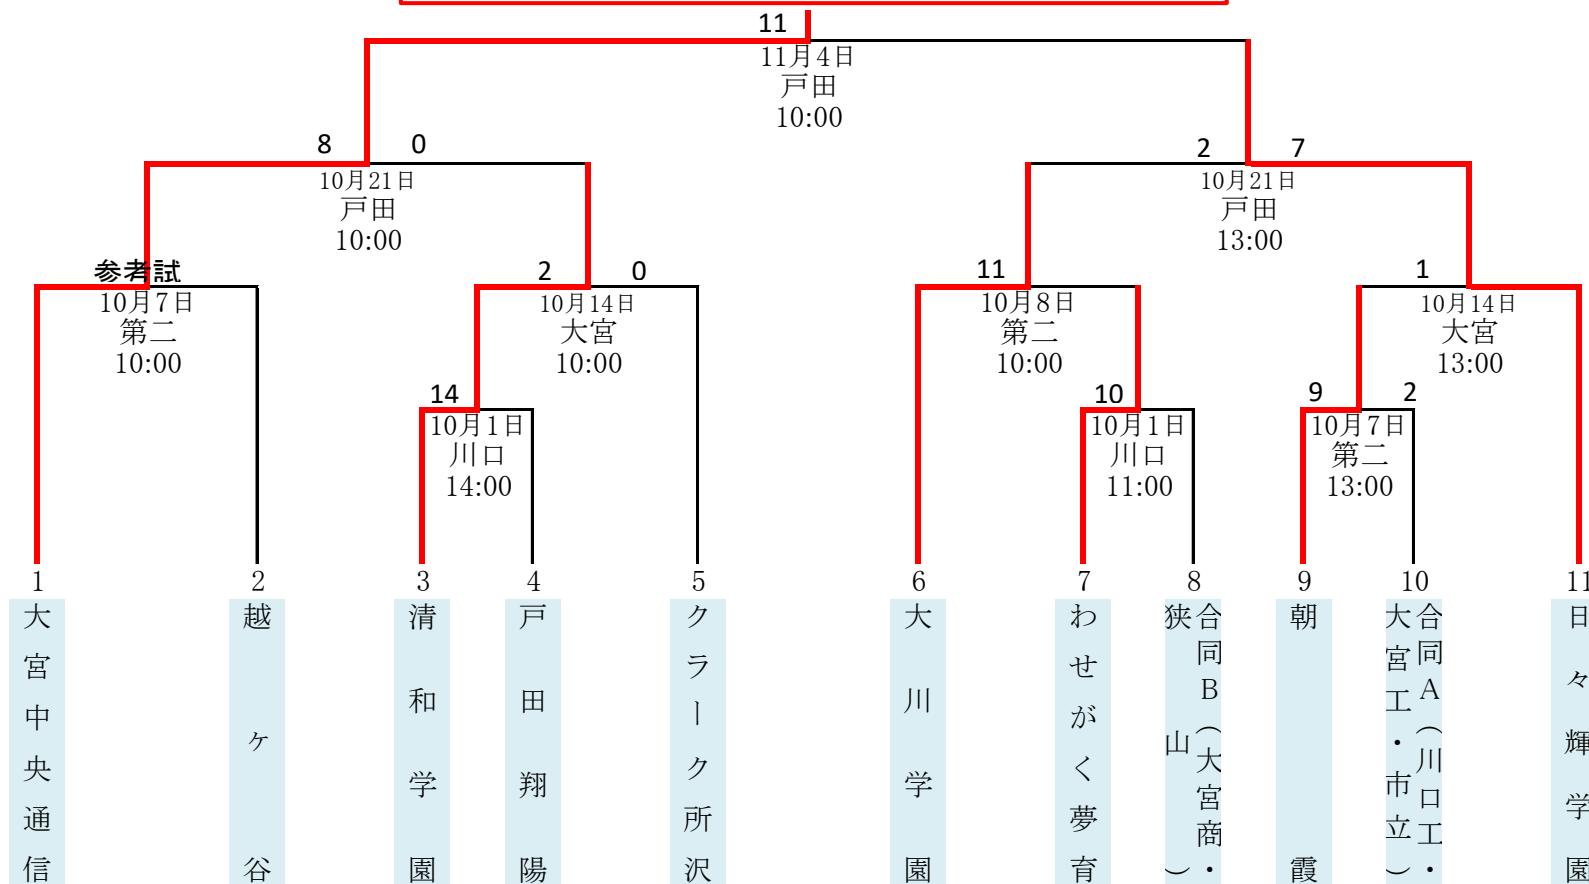 11
11月4日
戸田
10:00
8 0
10月21日
戸田
10:00
2 7
10月21日
戸田
13:00
参考試
10月7日
第二
10:00
2 0
10月14日
大宮
10:00
11
10月8日
第二
10:00
1
10月14日
大宮
13:00
14
10月1日
川口
14:00
10
10月1日
川口
11:00
9 2
10月7日
第二
13:00
1 2 3 4 5 6 7 8 9 10 11
大宮中央通信
越ヶ谷
清和学園
戸田翔陽
クラーク所沢
大川学園
わせがく夢育
合同B(大宮商・
狭山)
朝霞
合同A(川口工・
大宮工・市立)
日々輝学園